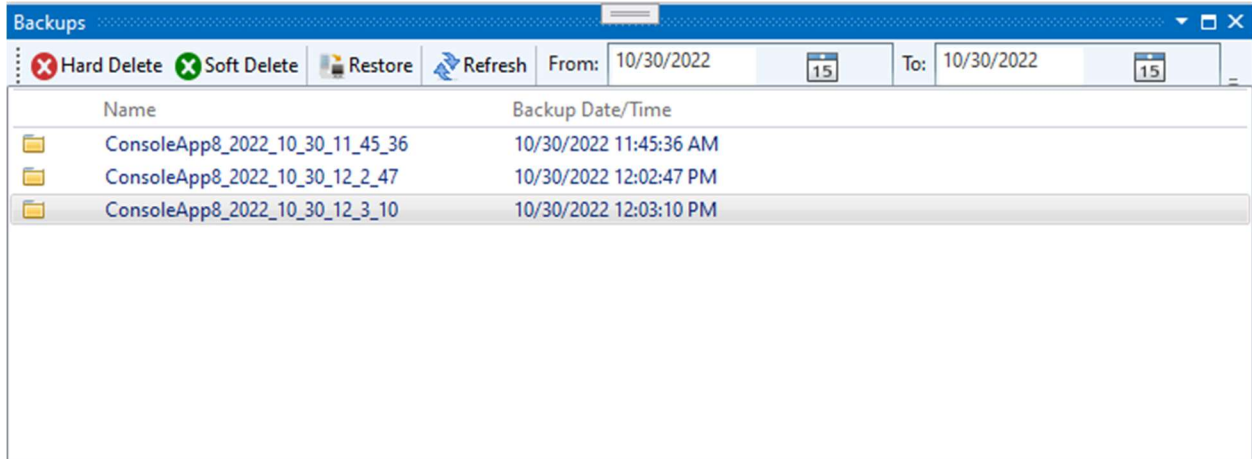 Backups
Hard Delete Soft Delete Restore Refresh From: 10/30/2022 15 To: 10/30/2022 15
Name Backup Date/Time
ConsoleApp8_2022_10_30_11_45_36 10/30/2022 11:45:36 AM
ConsoleApp8_2022_10_30_12_2_47 10/30/2022 12:02:47 PM
ConsoleApp8_2022_10_30_12_3_10 10/30/2022 12:03:10 PM